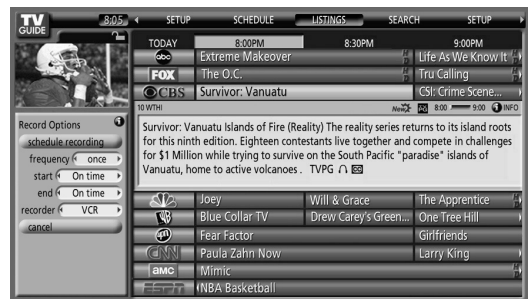 TV
GUIDE
8:05
SETUP SCHEDULE LISTINGS SEARCH SETUP
TODAY 8:00PM 8:30PM 9:00PM
abc Extreme Makeover Life As We Know It
FOX The O.C. Tru Calling
CBS Survivor: Vanuatu CSI: Crime Scene...
10 WTHI New 8:00 9:00 INFO
Survivor: Vanuatu Islands of Fire (Reality) The reality series returns to its island roots
for this ninth edition. Eighteen contestants live together and compete in challenges
for $1 Million while trying to survive on the South Pacific "paradise" islands of
Vanuatu, home to active volcanoes . TVPG CC
Record Options
schedule recording
frequency once
start On time
end On time
recorder VCR
cancel
Joey Will & Grace The Apprentice
WB Blue Collar TV Drew Carey's Green... One Tree Hill
Fear Factor Girlfriends
CNN Paula Zahn Now Larry King
amc Mimic
ESPN NBA Basketball